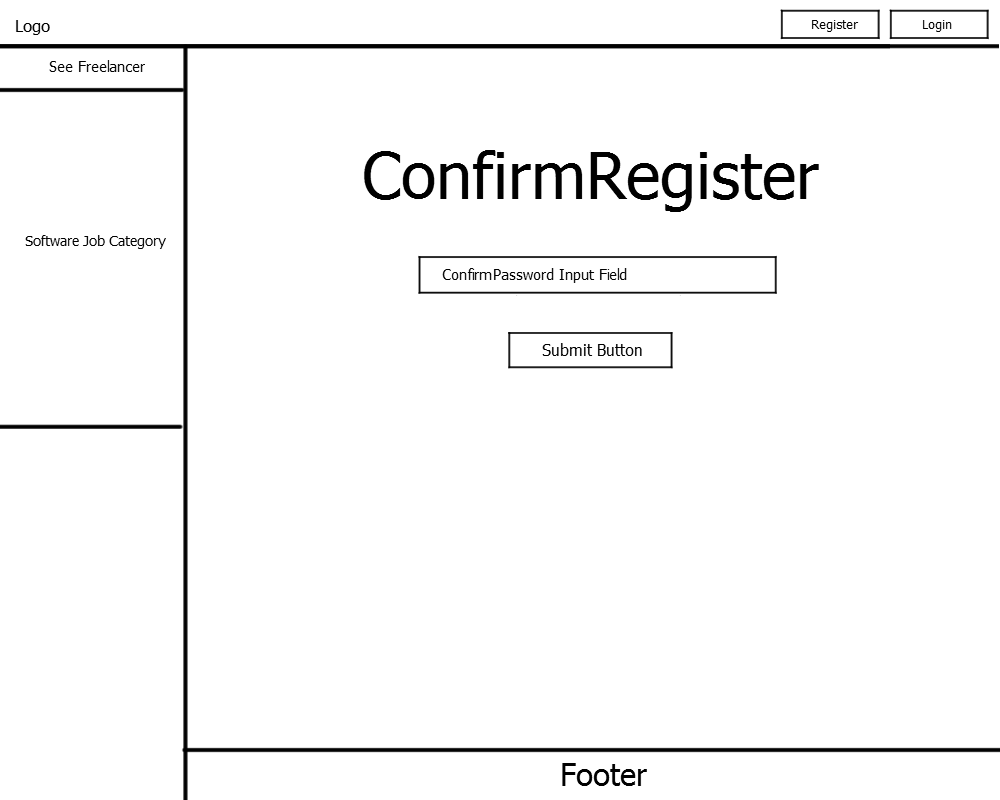 Logo
Register
Login
See Freelancer
Software Job Category
ConfirmRegister
ConfirmPassword Input Field
Submit Button
Footer